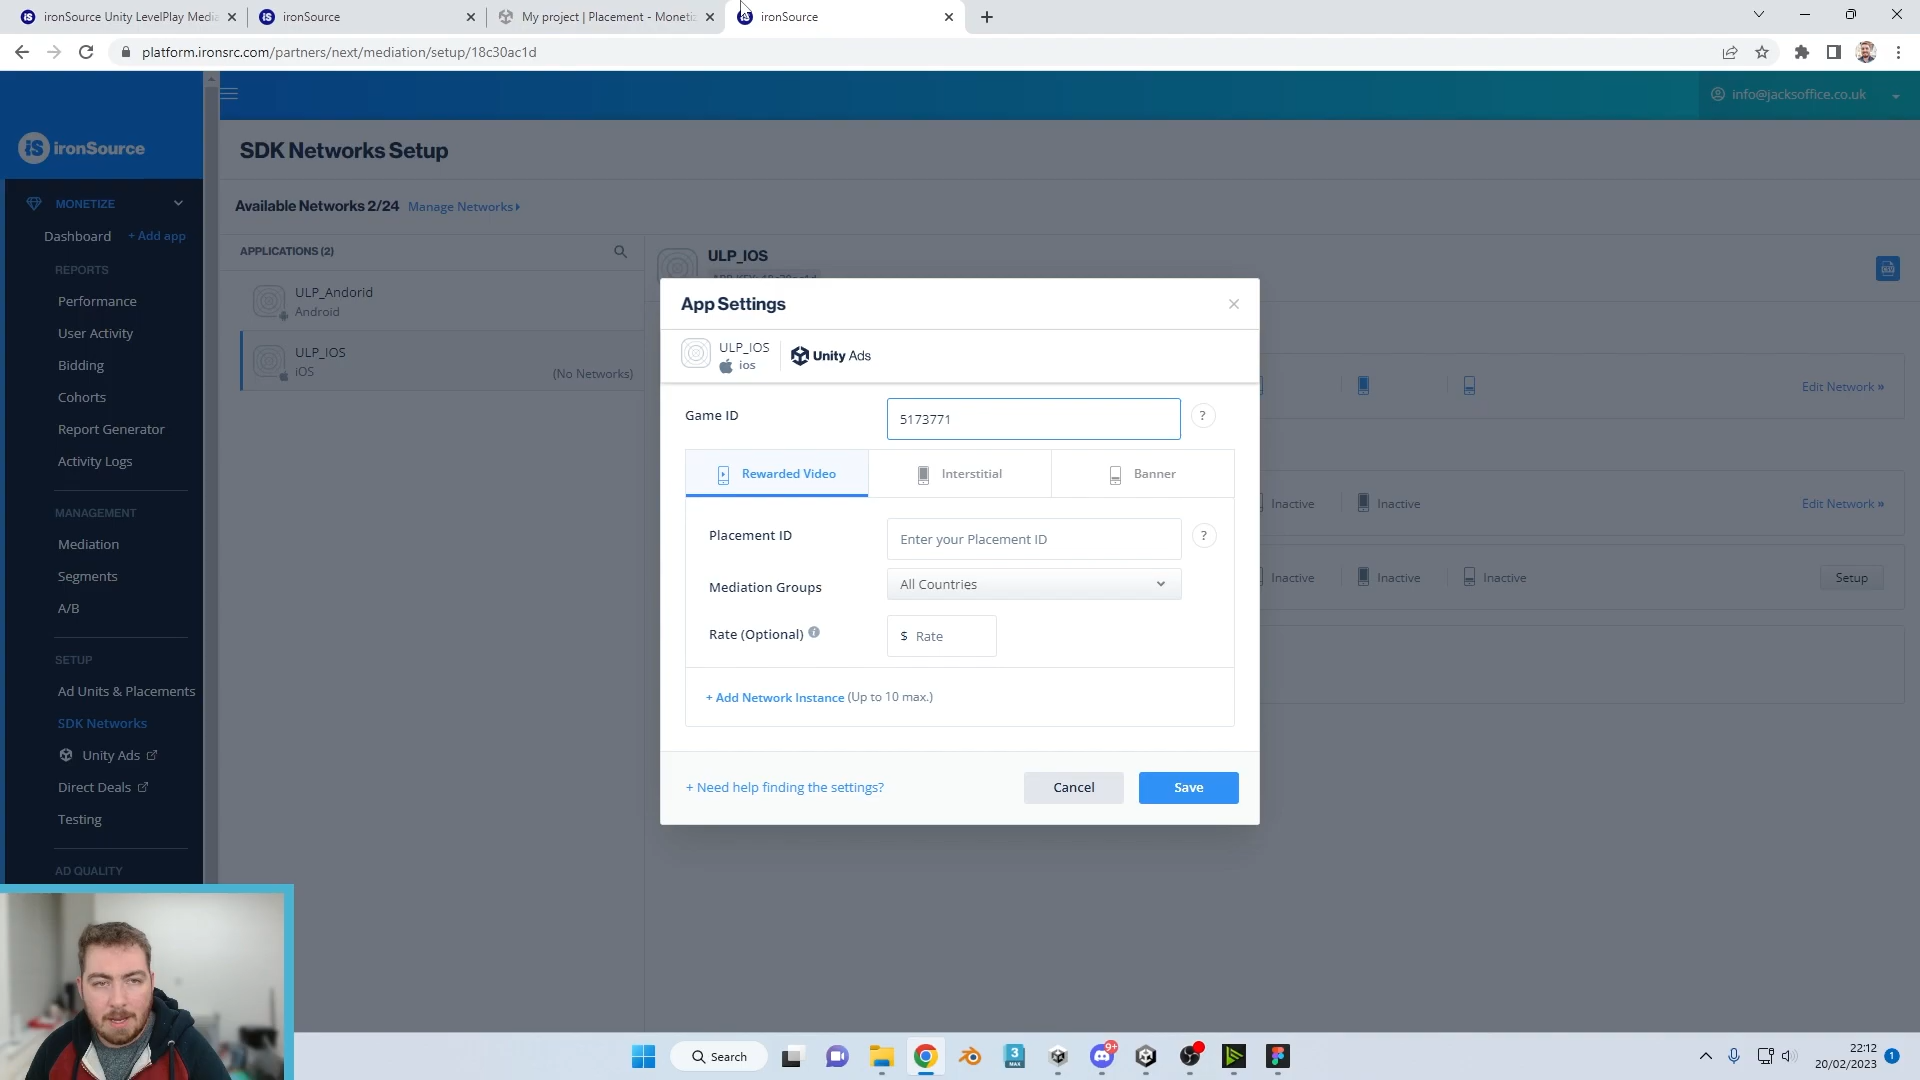 ironSource Unity LevelPlay Media
ironSource
My project | Placement - Moneti
ironSource
platform.ironsrc.com/partners/next/mediation/setup/18c30ac1d
info@jacksoffice.co.uk
ironSource
SDK Networks Setup
MONETIZE
Available Networks 2/24 Manage Networks
Dashboard + Add app
APPLICATIONS (2)
ULP_IOS
REPORTS
Performance
ULP_Andorid
Android
App Settings
User Activity
ULP_IOS
iOS
(No Networks)
ULP_IOS
ios
Unity Ads
Bidding
Edit Network »
Cohorts
Game ID
5173771
?
Report Generator
Activity Logs
Rewarded Video
Interstitial
Banner
Inactive
Inactive
Edit Network »
MANAGEMENT
Placement ID
Enter your Placement ID
?
Mediation
Mediation Groups
All Countries
Inactive
Inactive
Inactive
Setup
Segments
A/B
Rate (Optional)
$ Rate
SETUP
Ad Units & Placements
+ Add Network Instance (Up to 10 max.)
SDK Networks
Unity Ads
Direct Deals
+ Need help finding the settings?
Cancel
Save
Testing
AD QUALITY
Search
3
MAX
9+
22:12
20/02/2023
1